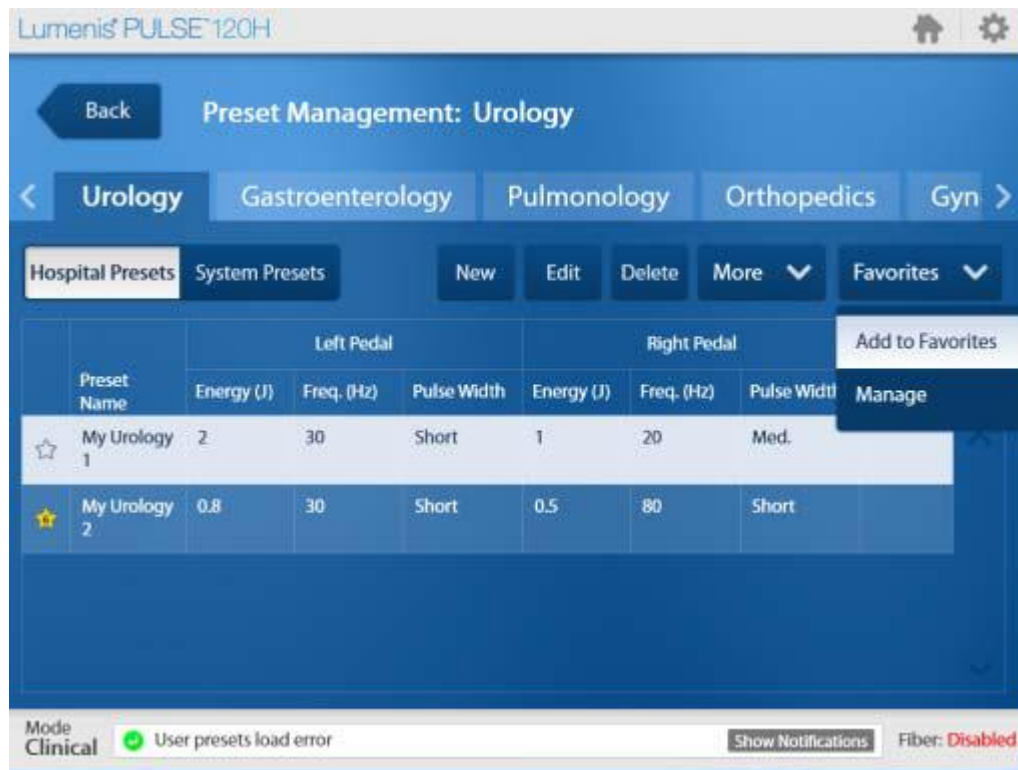 Lumenis® PULSE™ 120H
Back
Preset Management: Urology
Urology Gastroenterology Pulmonology Orthopedics Gyn
Hospital Presets System Presets New Edit Delete More Favorites
Left Pedal Right Pedal Add to Favorites
Preset Name Energy (J) Freq. (Hz) Pulse Width Energy (J) Freq. (Hz) Pulse Width Manage
My Urology 1 2 30 Short 1 20 Med.
My Urology 2 0.8 30 Short 0.5 80 Short
Mode
Clinical User presets load error Show Notifications Fiber: Disabled